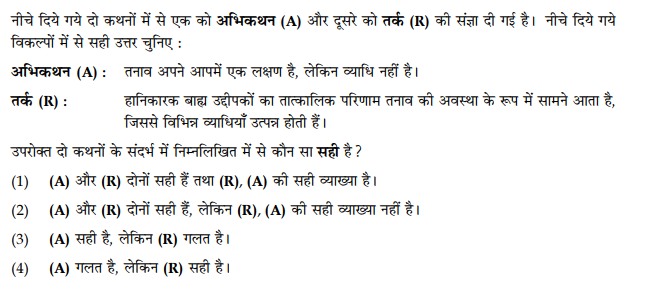 नीचे दिये गये दो कथनों में से एक को अभिकथन (A) और दूसरे को तर्क (R) की संज्ञा दी गई है। नीचे दिये गये
विकल्पों में से सही उत्तर चुनिए :
अभिकथन (A) : तनाव अपने आपमें एक लक्षण है, लेकिन व्याधि नहीं है।
तर्क (R) : हानिकारक बाह्य उद्दीपकों का तात्कालिक परिणाम तनाव की अवस्था के रूप में सामने आता है,
जिससे विभिन्न व्याधियाँ उत्पन्न होती हैं।
उपरोक्त दो कथनों के संदर्भ में निम्नलिखित में से कौन सा सही है ?
(1) (A) और (R) दोनों सही हैं तथा (R), (A) की सही व्याख्या है।
(2) (A) और (R) दोनों सही हैं, लेकिन (R), (A) की सही व्याख्या नहीं है।
(3) (A) सही है, लेकिन (R) गलत है।
(4) (A) गलत है, लेकिन (R) सही है।